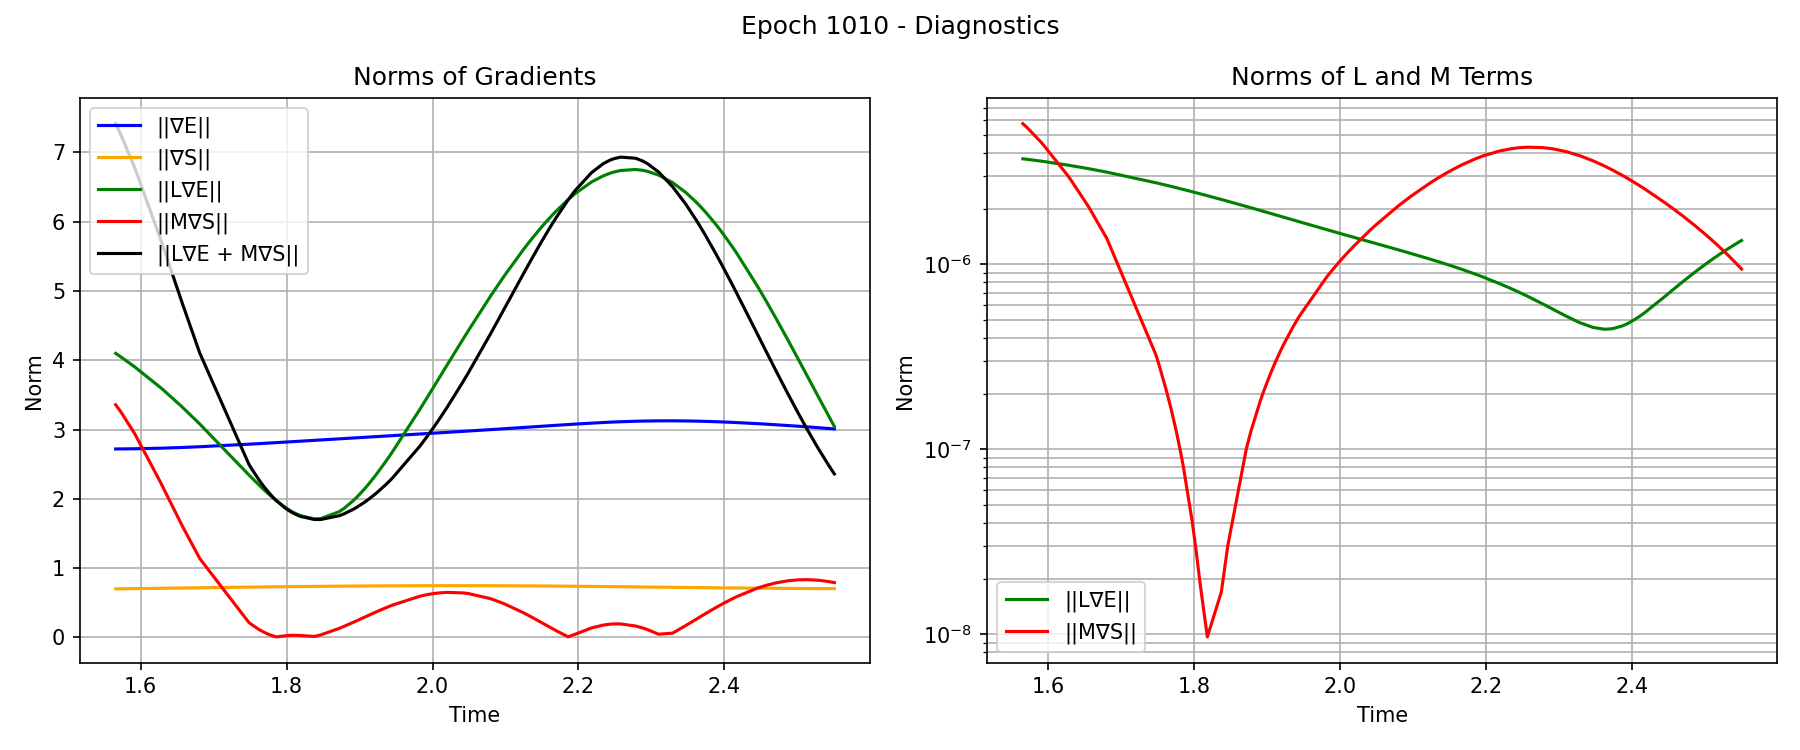 Epoch 1010 - Diagnostics
Norms of Gradients
||∇E||
||∇S||
||L∇E||
||M∇S||
||L∇E + M∇S||
7
6
5
4
3
2
1
0
Norm
1.6
1.8
2.0
2.2
2.4
Time
Norms of L and M Terms
10⁻⁶
10⁻⁷
10⁻⁸
Norm
||L∇E||
||M∇S||
1.6
1.8
2.0
2.2
2.4
Time